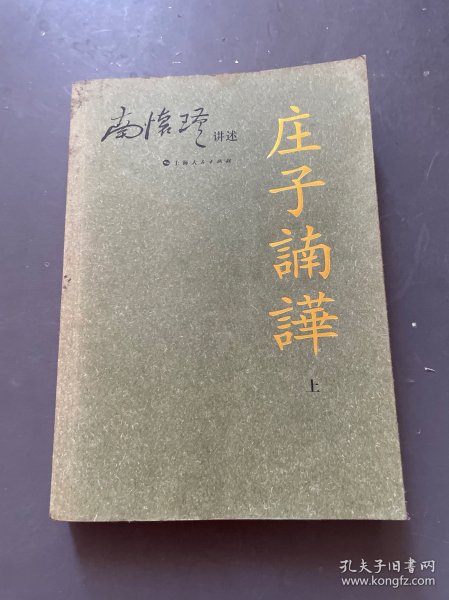 南怀瑾 讲述
上海人民出版社
庄子諵譁
上
孔夫子旧书网
www.kongfz.com